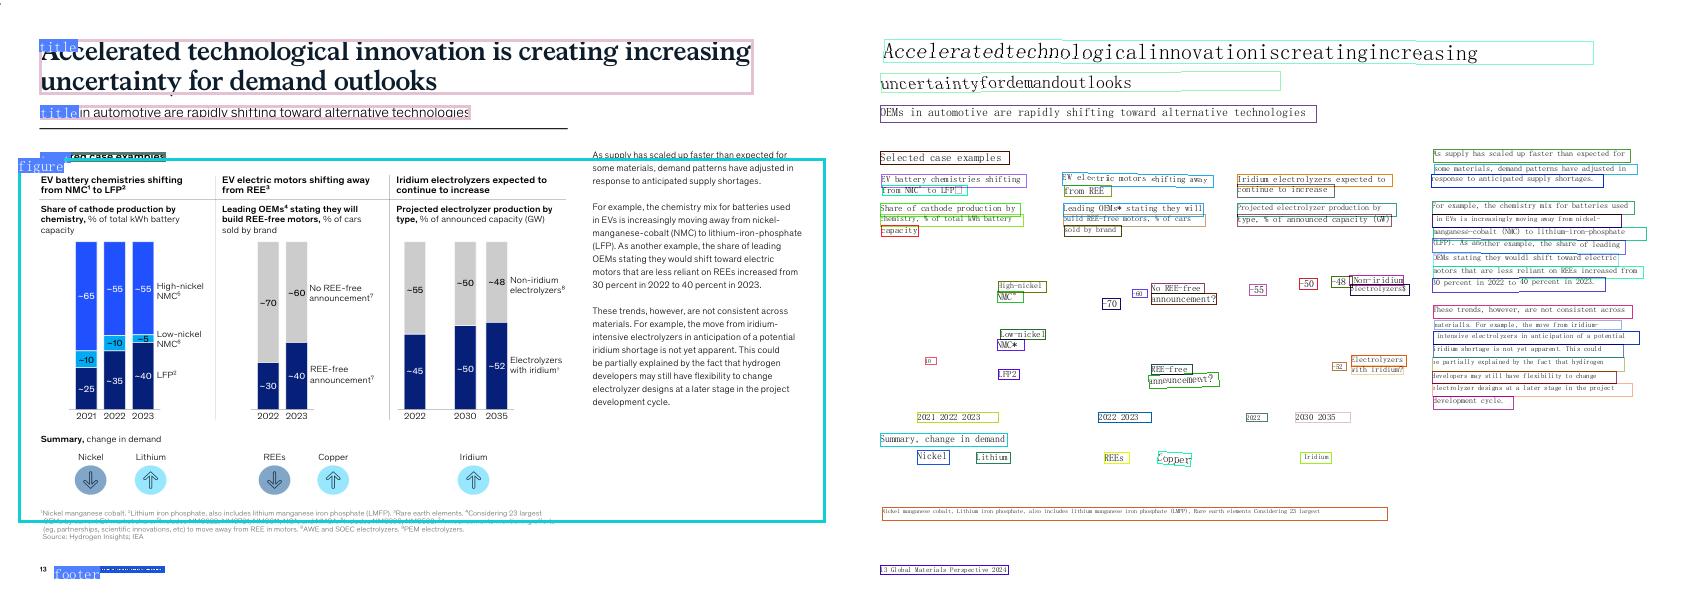 title
Accelerated technological innovation is creating increasing
uncertainty for demand outlooks
title in automotive are rapidly shifting toward alternative technologies
figure
EV battery chemistries shifting
from NMC¹ to LFP²
Share of cathode production by
chemistry, % of total kWh battery
capacity
~65
~10
~25
~55
~10
~35
~55
~5
~40
High-nickel
NMC⁵
Low-nickel
NMC⁶
LFP²
2021 2022 2023
EV electric motors shifting away
from REE³
Leading OEMs⁴ stating they will
build REE-free motors, % of cars
sold by brand
~70
~30
~60
~40
No REE-free
announcement⁷
REE-free
announcement⁷
2022 2023
Iridium electrolyzers expected to
continue to increase
Projected electrolyzer production by
type, % of announced capacity (GW)
~55
~45
~50
~50
~48
~52
Non-iridium
electrolyzers⁸
Electrolyzers
with iridium⁹
2022 2030 2035
Summary, change in demand
Nickel Lithium REEs Copper Iridium
As supply has scaled up faster than expected for
some materials, demand patterns have adjusted in
response to anticipated supply shortages.
For example, the chemistry mix for batteries used
in EVs is increasingly moving away from nickel-
manganese-cobalt (NMC) to lithium-iron-phosphate
(LFP). As another example, the share of leading
OEMs stating they would shift toward electric
motors that are less reliant on REEs increased from
30 percent in 2022 to 40 percent in 2023.
These trends, however, are not consistent across
materials. For example, the move from iridium-
intensive electrolyzers in anticipation of a potential
iridium shortage is not yet apparent. This could
be partially explained by the fact that hydrogen
developers may still have flexibility to change
electrolyzer designs at a later stage in the project
development cycle.
¹Nickel manganese cobalt. ²Lithium iron phosphate, also includes lithium manganese iron phosphate (LMFP). ³Rare earth elements. ⁴Considering 23 largest
(eg, partnerships, scientific innovations, etc) to move away from REE in motors. ⁸AWE and SOEC electrolyzers. ⁹PEM electrolyzers.
Source: Hydrogen Insights; IEA
13 footer
Acceleratedtechnologicalinnovationiscreatingincreasing
uncertaintyfordemandoutlooks
OEMs in automotive are rapidly shifting toward alternative technologies
Selected case examples
EV battery chemistries shifting
from NMC' to LFP□
Share of cathode production by
chemistry, % of total kWh battery
capacity
High-nickel
NMC*
Low-nickel
NMC*
10
LFP2
2021 2022 2023
EV electric motors shifting away
from REE
Leading OEMs* stating they will
build REE-free motors, % of cars
sold by brand
~70
~60
No REE-free
announcement?
REE-free
announcement?
2022 2023
Iridium electrolyzers expected to
continue to increase
Projected electrolyzer production by
type, % of announced capacity (GW)
~55
~50
~48
Non-iridium
electrolyzers$
~52
Electrolyzers
with iridium?
2022 2030 2035
Summary, change in demand
Nickel Lithium REEs Copper Iridium
As supply has scaled up faster than expected for
some materials, demand patterns have adjusted in
response to anticipated supply shortages.
For example, the chemistry mix for batteries used
in EVs is increasingly moving away from nickel-
manganese-cobalt (NMC) to lithium-iron-phosphate
(LFP). As another example, the share of leading
OEMs stating they wouldl shift toward electric
motors that are less reliant on REEs increased from
30 percent in 2022 to 40 percent in 2023.
These trends, however, are not consistent across
materialls. For example, the move from iridium-
intensive electrolyzers in anticipation of a potential
iridium shortage is not yet apparent. This could
be partially explained by the fact that hydrogen
developers may still have flexibility to change
electrolyzer designs at a later stage in the project
development cycle.
Nickel manganese cobalt, Lithium iron phosphate, also includes lithium manganese iron phosphate (LMFP), Rare earth elements Considering 23 largest
13 Global Materials Perspective 2024